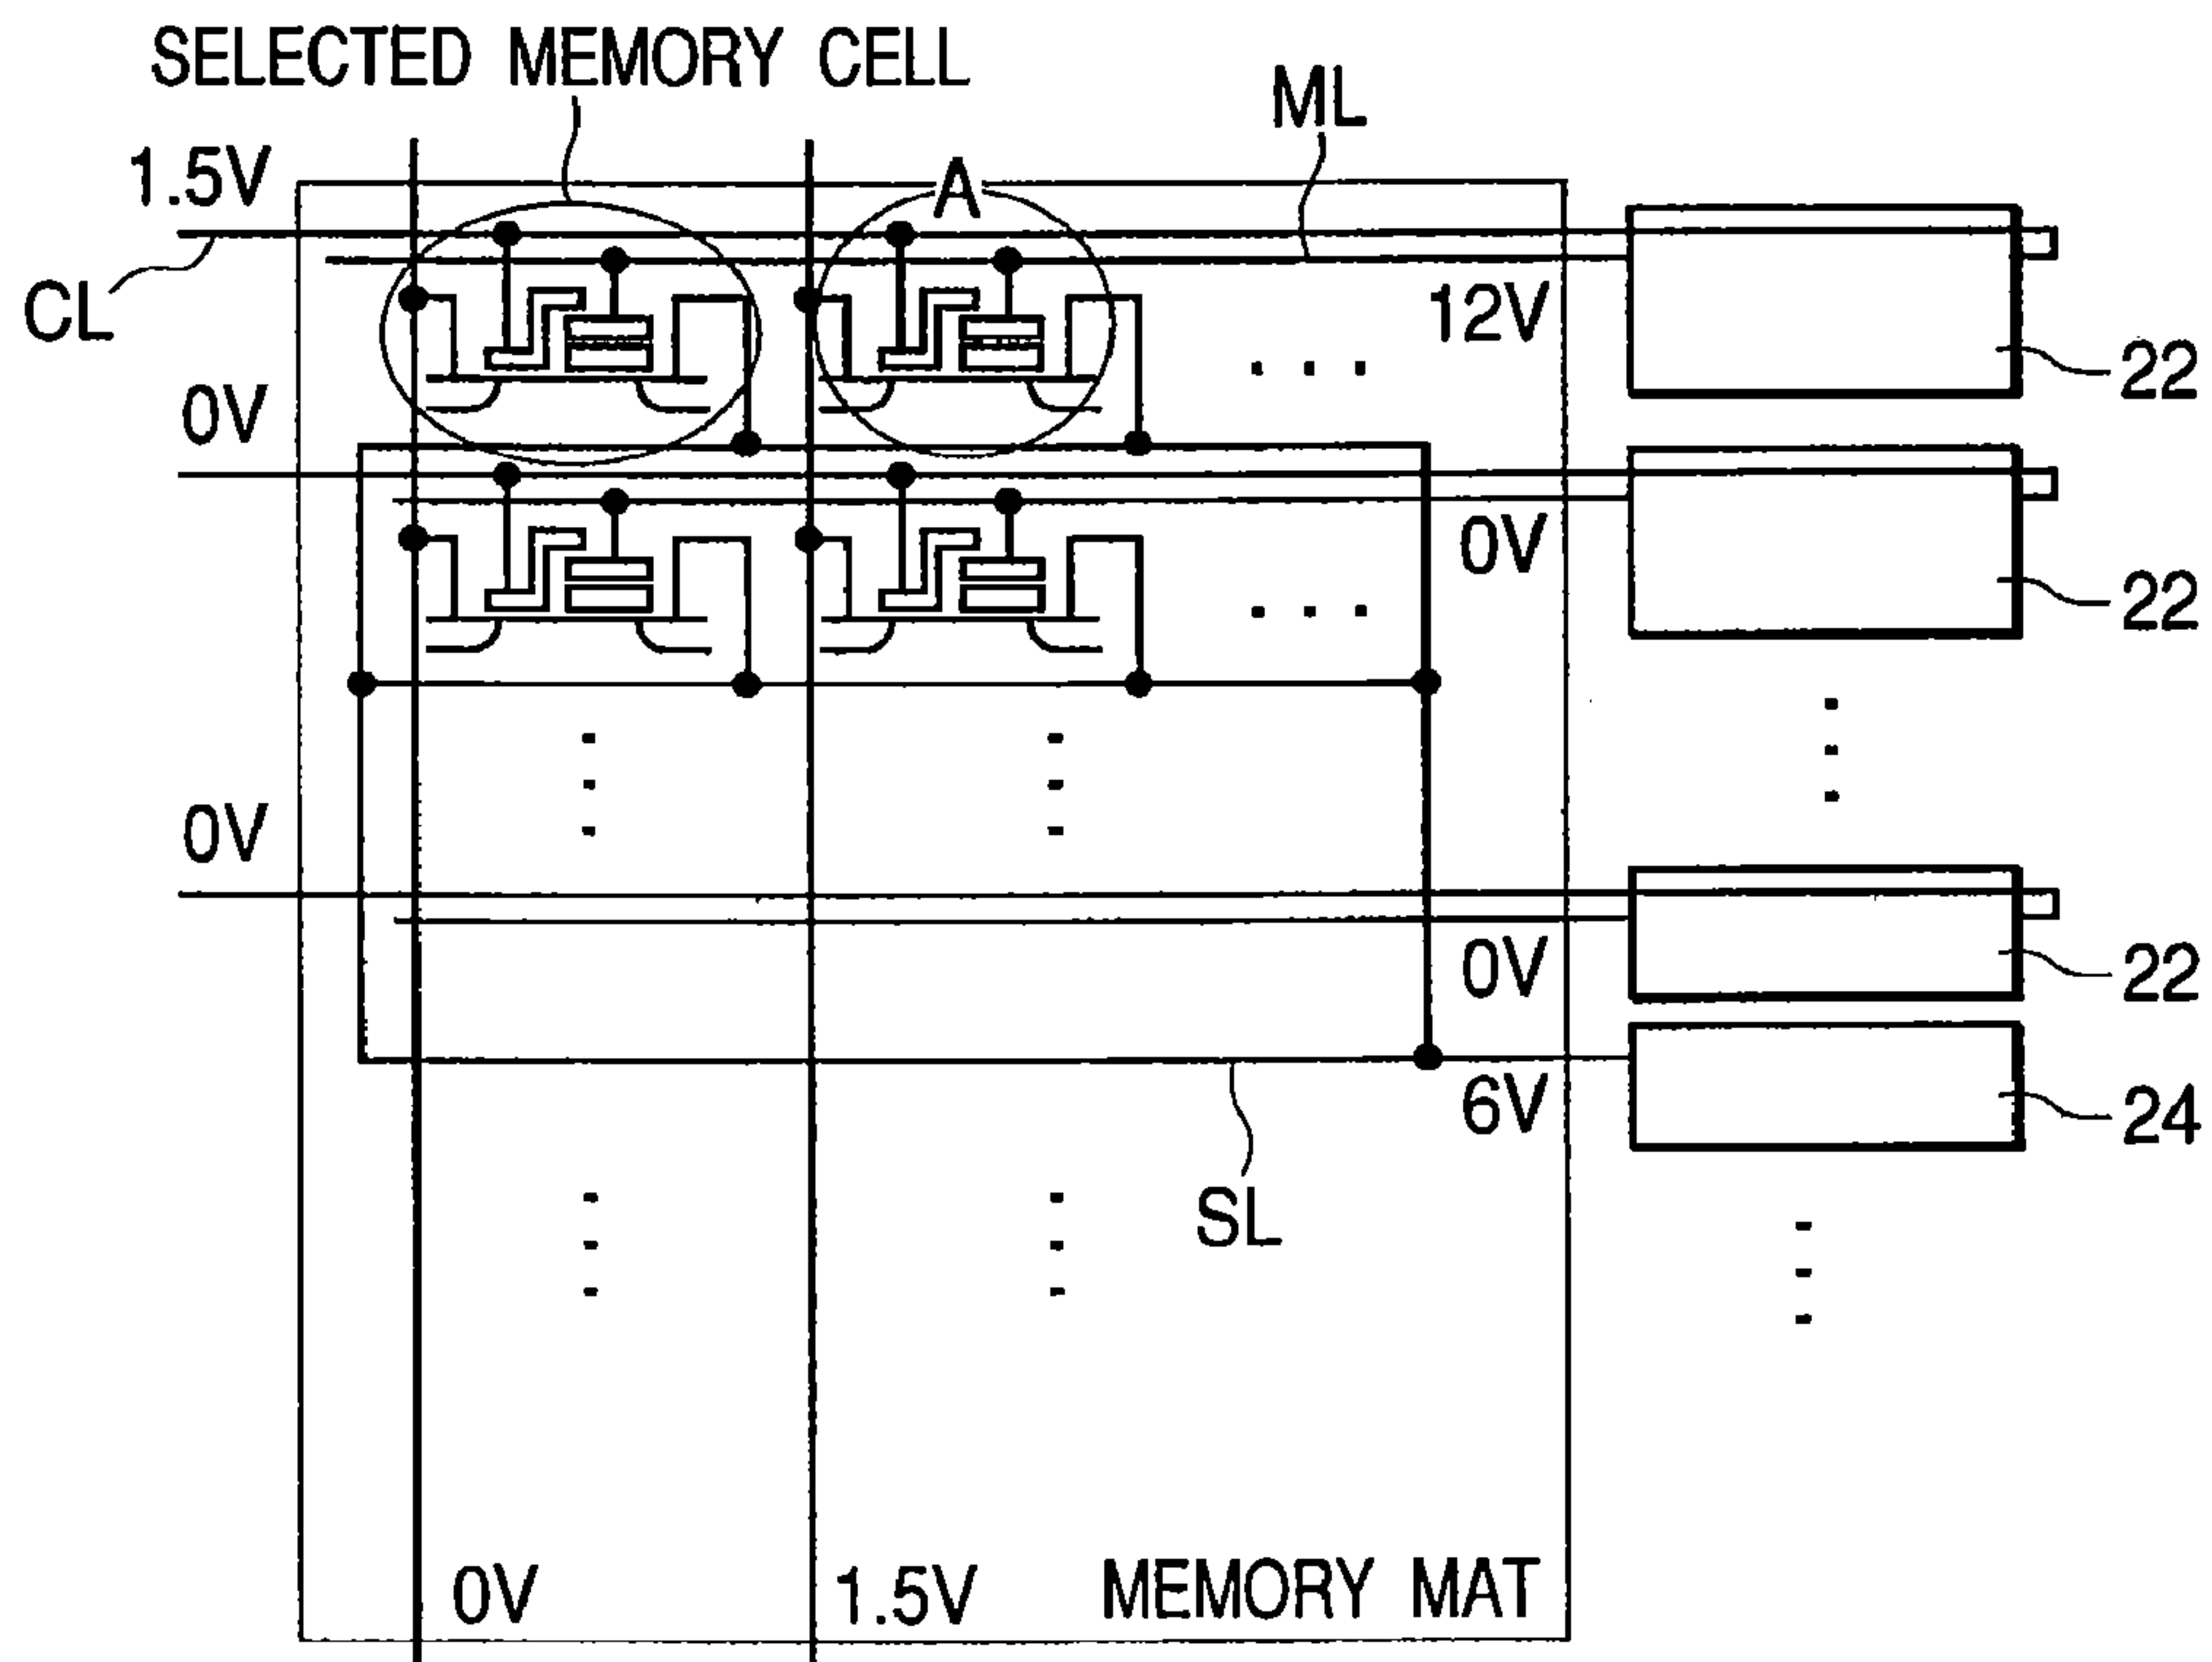 SELECTED MEMORY CELL
ML
1.5V
A
CL
12V
22
0V
0V
22
0V
0V
22
6V
24
SL
0V
1.5V
MEMORY MAT